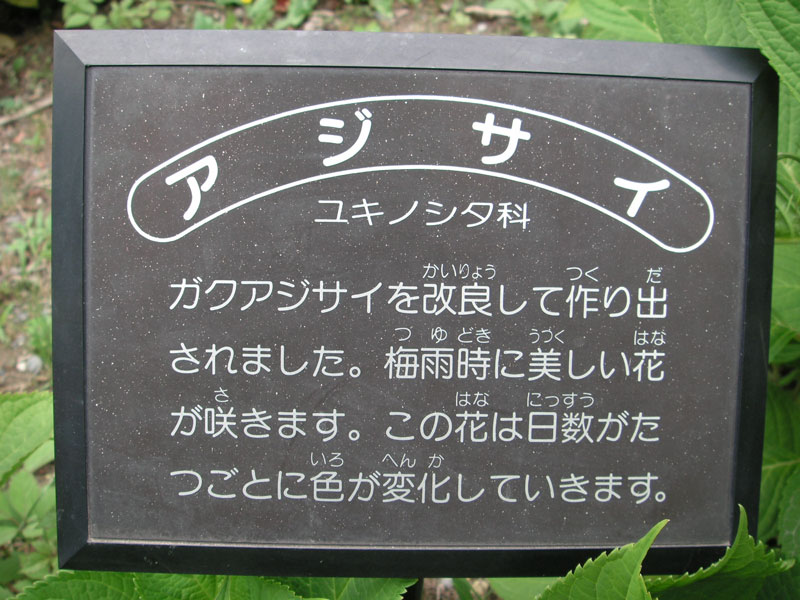 アジサイ
ユキノシタ科
かいりょう つく だ
ガクアジサイを改良して作り出
つゆどき うづく はな
されました。梅雨時に美しい花
さ はな にっすう
が咲きます。この花は日数がた
いろ へんか
つごとに色が変化していきます。